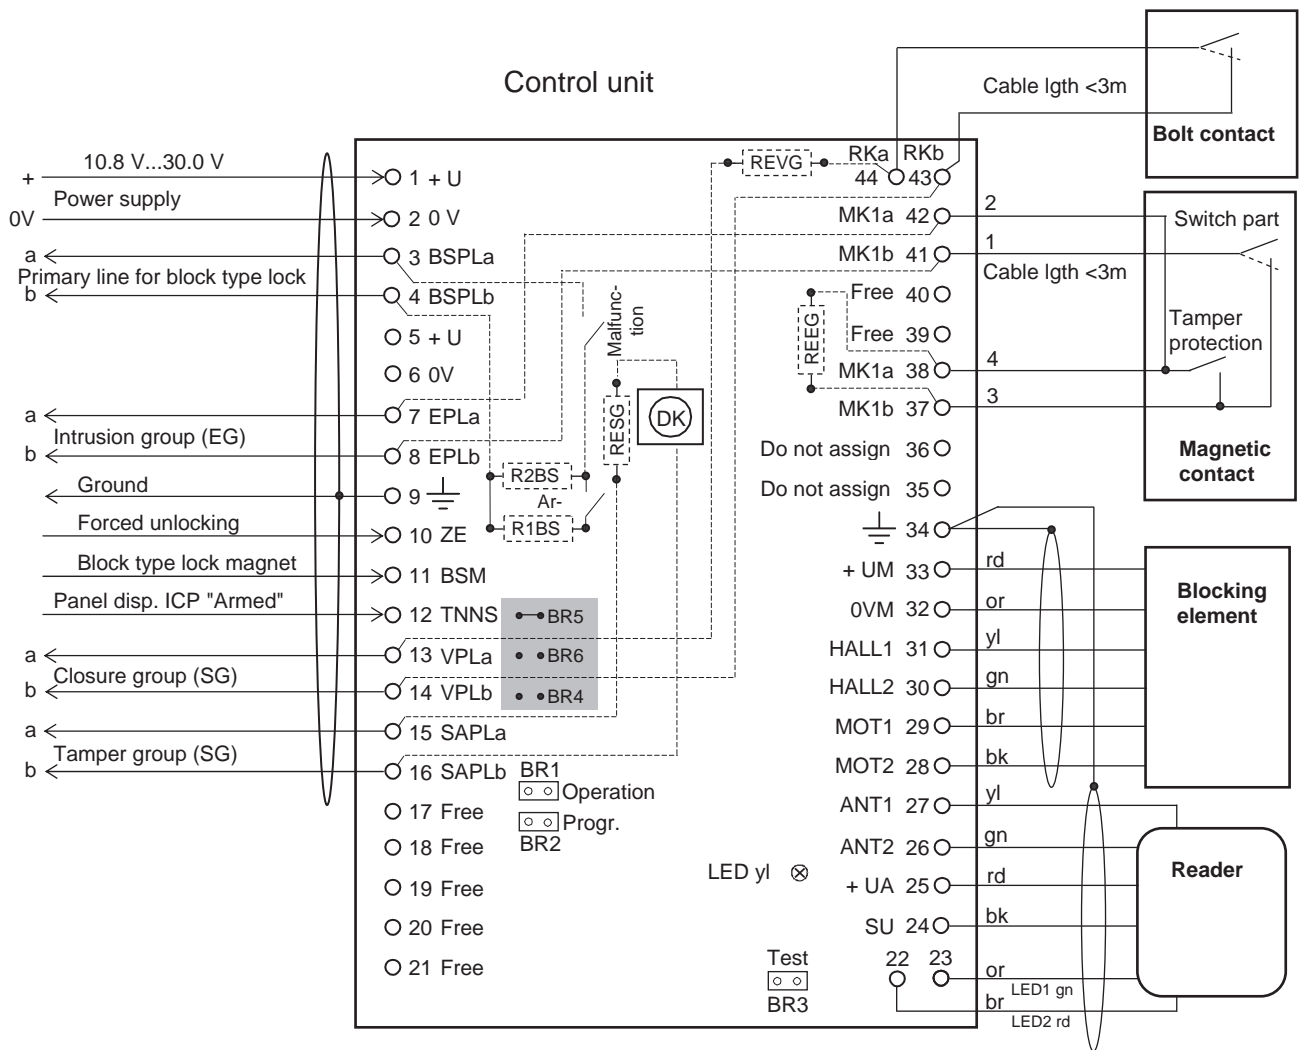 Control unit
Cable lgth <3m
Bolt contact
10.8 V...30.0 V
+
Power supply
0V
a
Primary line for block type lock
b
a
Intrusion group (EG)
b
Ground
Forced unlocking
Block type lock magnet
Panel disp. ICP "Armed"
a
Closure group (SG)
b
a
Tamper group (SG)
b
1 + U
2 0 V
3 BSPLa
4 BSPLb
5 + U
6 0V
7 EPLa
8 EPLb
9
10 ZE
11 BSM
12 TNNS
13 VPLa
14 VPLb
15 SAPLa
16 SAPLb
17 Free
18 Free
19 Free
20 Free
21 Free
REVG
Malfunc-
tion
RESG
DK
R2BS
Ar-
R1BS
REEG
BR5
BR6
BR4
BR1
Operation
Progr.
BR2
LED yl
Test
BR3
RKa RKb
44 43
MK1a 42
MK1b 41
Free 40
Free 39
MK1a 38
MK1b 37
Do not assign 36
Do not assign 35
34
+ UM 33
0VM 32
HALL1 31
HALL2 30
MOT1 29
MOT2 28
ANT1 27
ANT2 26
+ UA 25
SU 24
22 23
2
1
Cable lgth <3m
4
3
Switch part
Tamper
protection
Magnetic
contact
rd
or
yl
gn
br
bk
Blocking
element
yl
gn
rd
bk
or
LED1 gn
br
LED2 rd
Reader